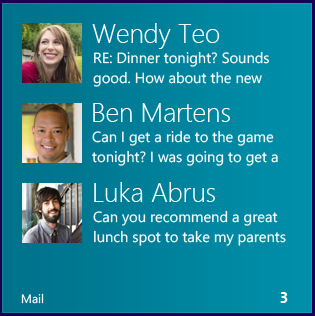 Wendy Teo
RE: Dinner tonight? Sounds
good. How about the new
Ben Martens
Can I get a ride to the game
tonight? I was going to get a
Luka Abrus
Can you recommend a great
lunch spot to take my parents
Mail 3